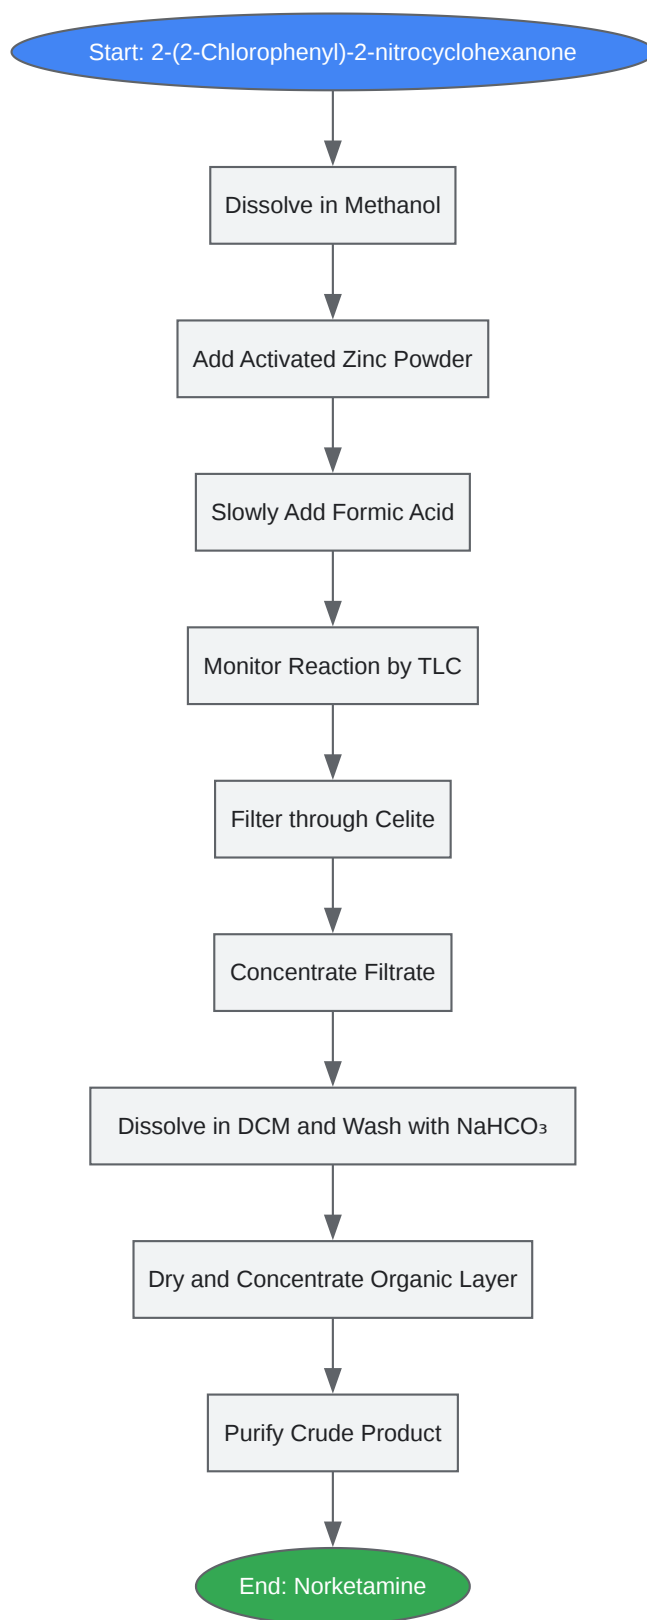 Start: 2-(2-Chlorophenyl)-2-nitrocyclohexanone
Dissolve in Methanol
Add Activated Zinc Powder
Slowly Add Formic Acid
Monitor Reaction by TLC
Filter through Celite
Concentrate Filtrate
Dissolve in DCM and Wash with NaHCO₃
Dry and Concentrate Organic Layer
Purify Crude Product
End: Norketamine